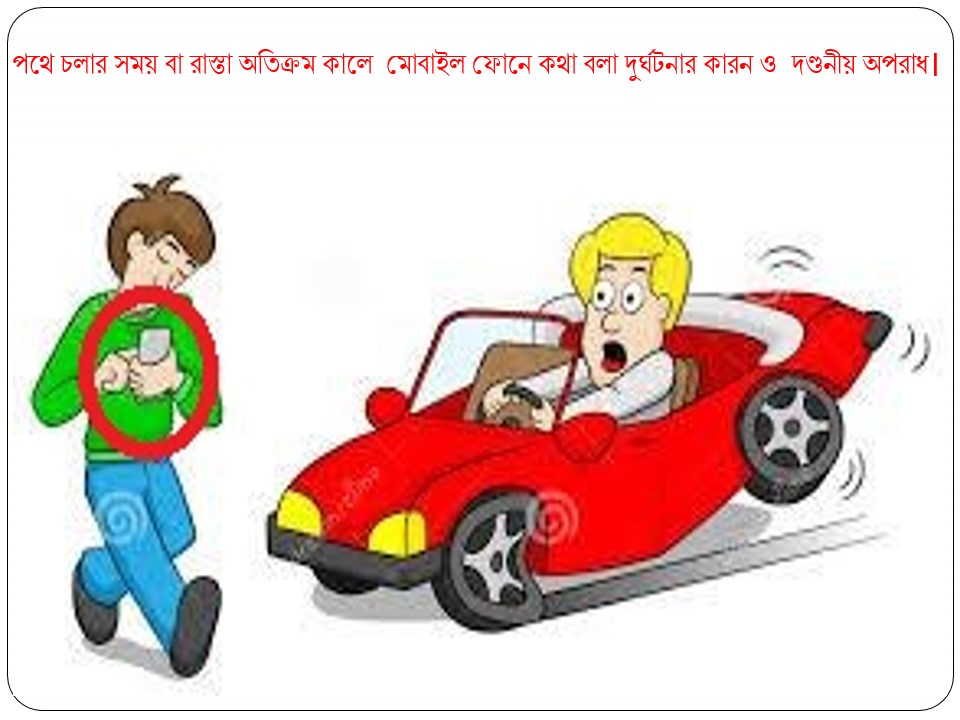 পথে চলার সময় বা রাস্তা অতিক্রম কালে মোবাইল ফোনে কথা বলা দুর্ঘটনার কারন ও দণ্ডনীয় অপরাধ।